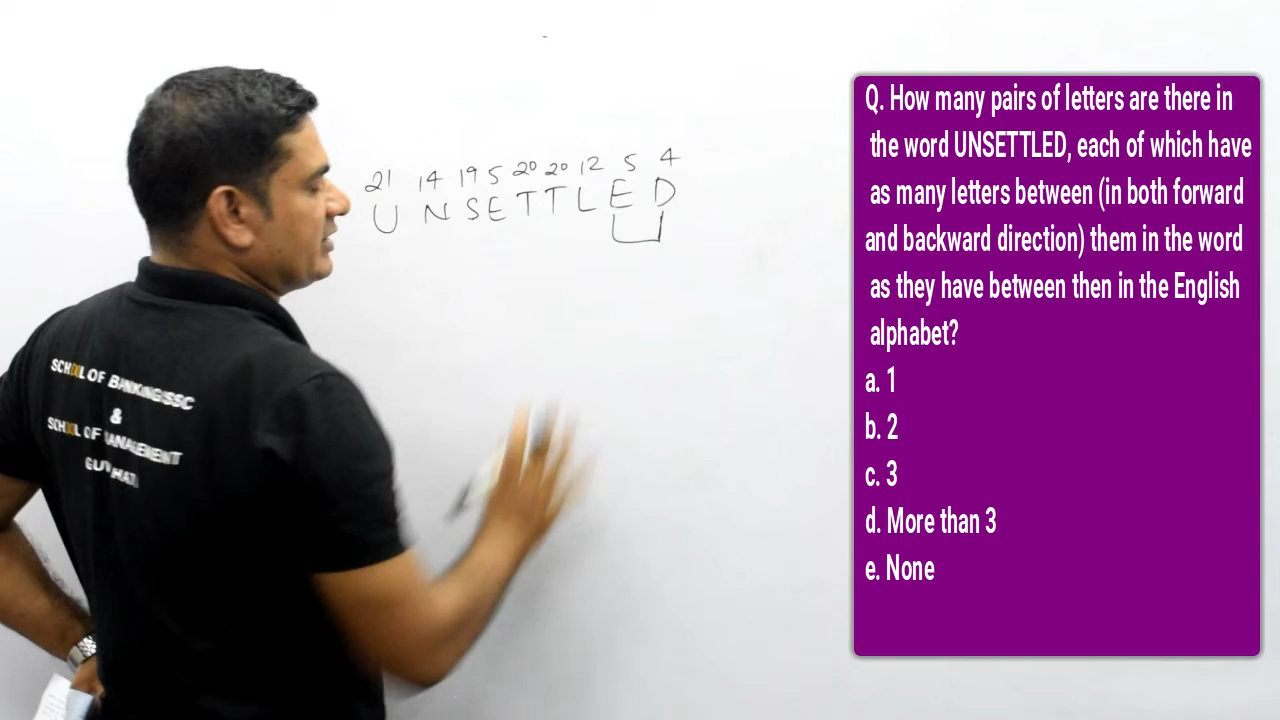 21 14 19 5 20 20 12 5 4
U N S E T T L E D
SCHOOL OF BANKING/SSC
&
SCHOOL OF MANAGEMENT
Q. How many pairs of letters are there in
the word UNSETTLED, each of which have
as many letters between (in both forward
and backward direction) them in the word
as they have between then in the English
alphabet?
a. 1
b. 2
c. 3
d. More than 3
e. None